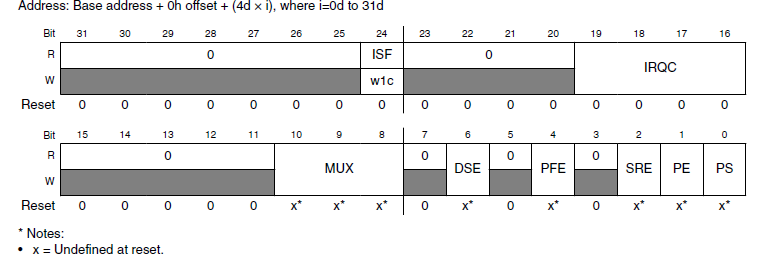 Address: Base address + 0h offset + (4d × i), where i=0d to 31d
Bit 31 30 29 28 27 26 25 24 23 22 21 20 19 18 17 16
R 0 ISF 0 IRQC
W w1c
Reset 0 0 0 0 0 0 0 0 0 0 0 0 0 0 0 0
Bit 15 14 13 12 11 10 9 8 7 6 5 4 3 2 1 0
R 0 MUX 0 DSE 0 PFE 0 SRE PE PS
W
Reset 0 0 0 0 0 x* x* x* 0 x* 0 x* 0 x* x* x*
* Notes:
• x = Undefined at reset.